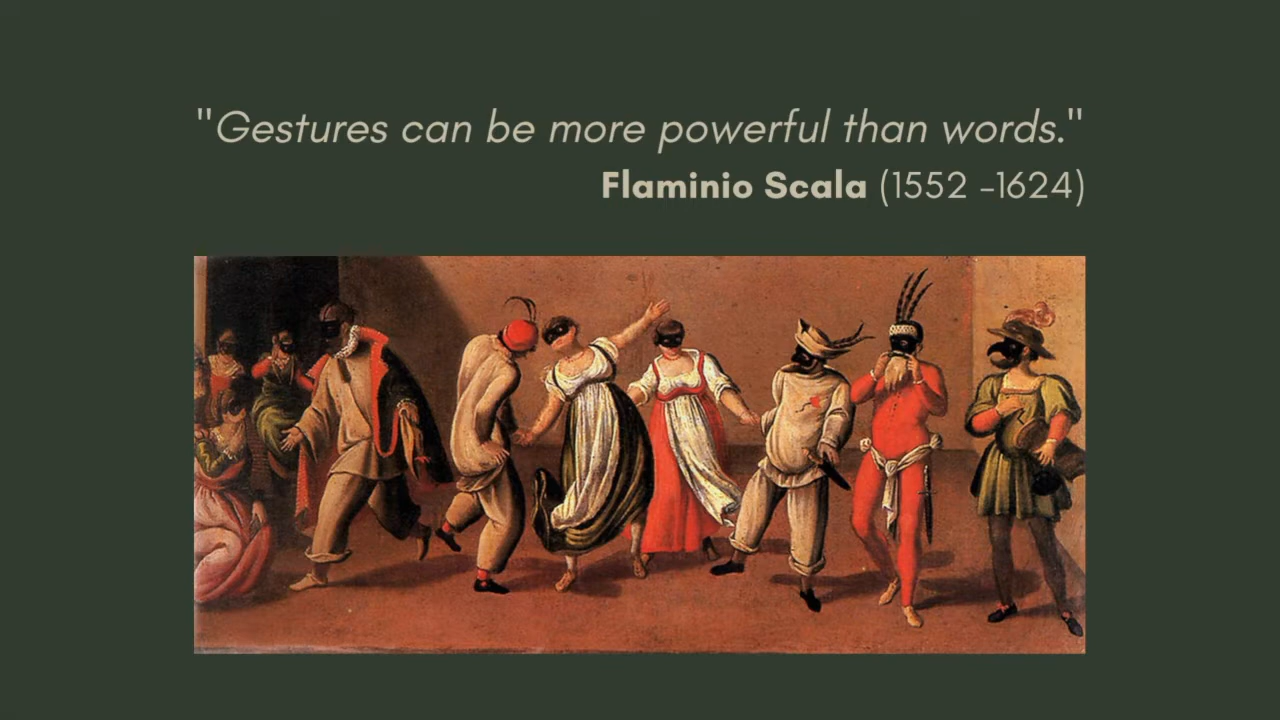 "Gestures can be more powerful than words."
Flaminio Scala (1552 –1624)